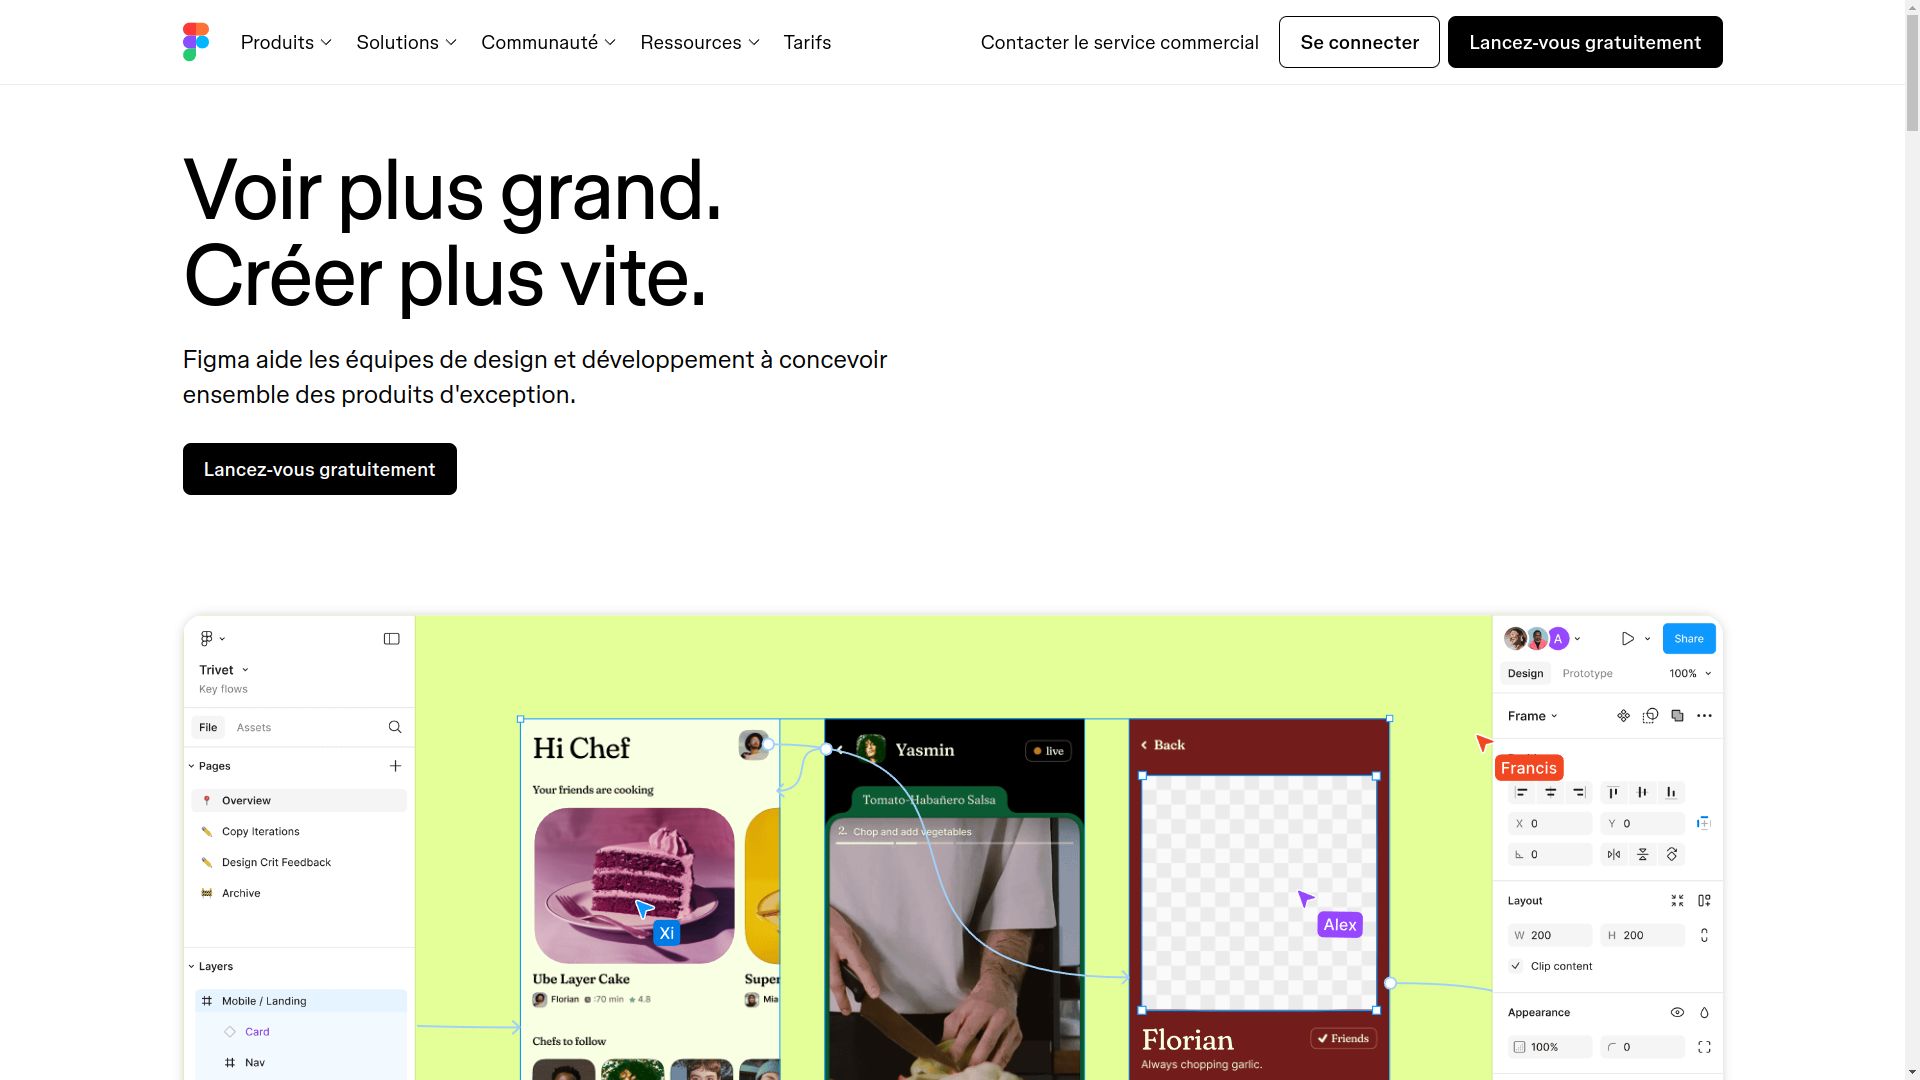 Produits
Solutions
Communauté
Ressources
Tarifs
Contacter le service commercial
Se connecter
Lancez-vous gratuitement
Voir plus grand.
Créer plus vite.
Figma aide les équipes de design et développement à concevoir
ensemble des produits d'exception.
Lancez-vous gratuitement
Trivet
Key flows
File
Assets
Pages
Overview
Copy Iterations
Design Crit Feedback
Archive
Layers
Mobile / Landing
Card
Nav
Hi Chef
Your friends are cooking
Xi
Ube Layer Cake
Florian
70 min
4.8
Super
Mia
Chefs to follow
Yasmin
live
Tomato-Habañero Salsa
2. Chop and add vegetables
Back
Alex
Florian
Friends
Always chopping garlic.
Francis
A
Share
Design
Prototype
100%
Frame
X 0
Y 0
0
Layout
W 200
H 200
Clip content
Appearance
100%
0